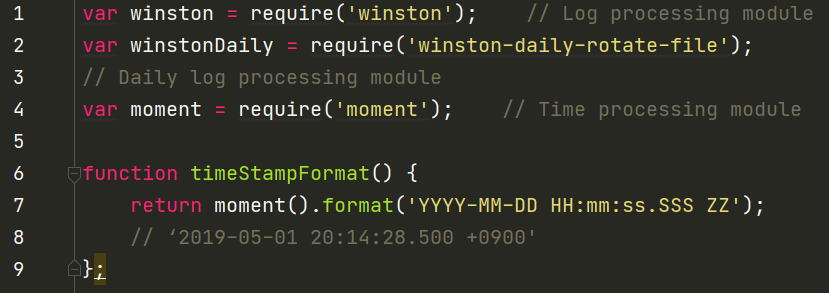 1 var winston = require('winston');    // Log processing module
2 var winstonDaily = require('winston-daily-rotate-file');
3 // Daily log processing module
4 var moment = require('moment');    // Time processing module
5
6 function timeStampFormat() {
7     return moment().format('YYYY-MM-DD HH:mm:ss.SSS ZZ');
8     // ‘2019-05-01 20:14:28.500 +0900'
9 };